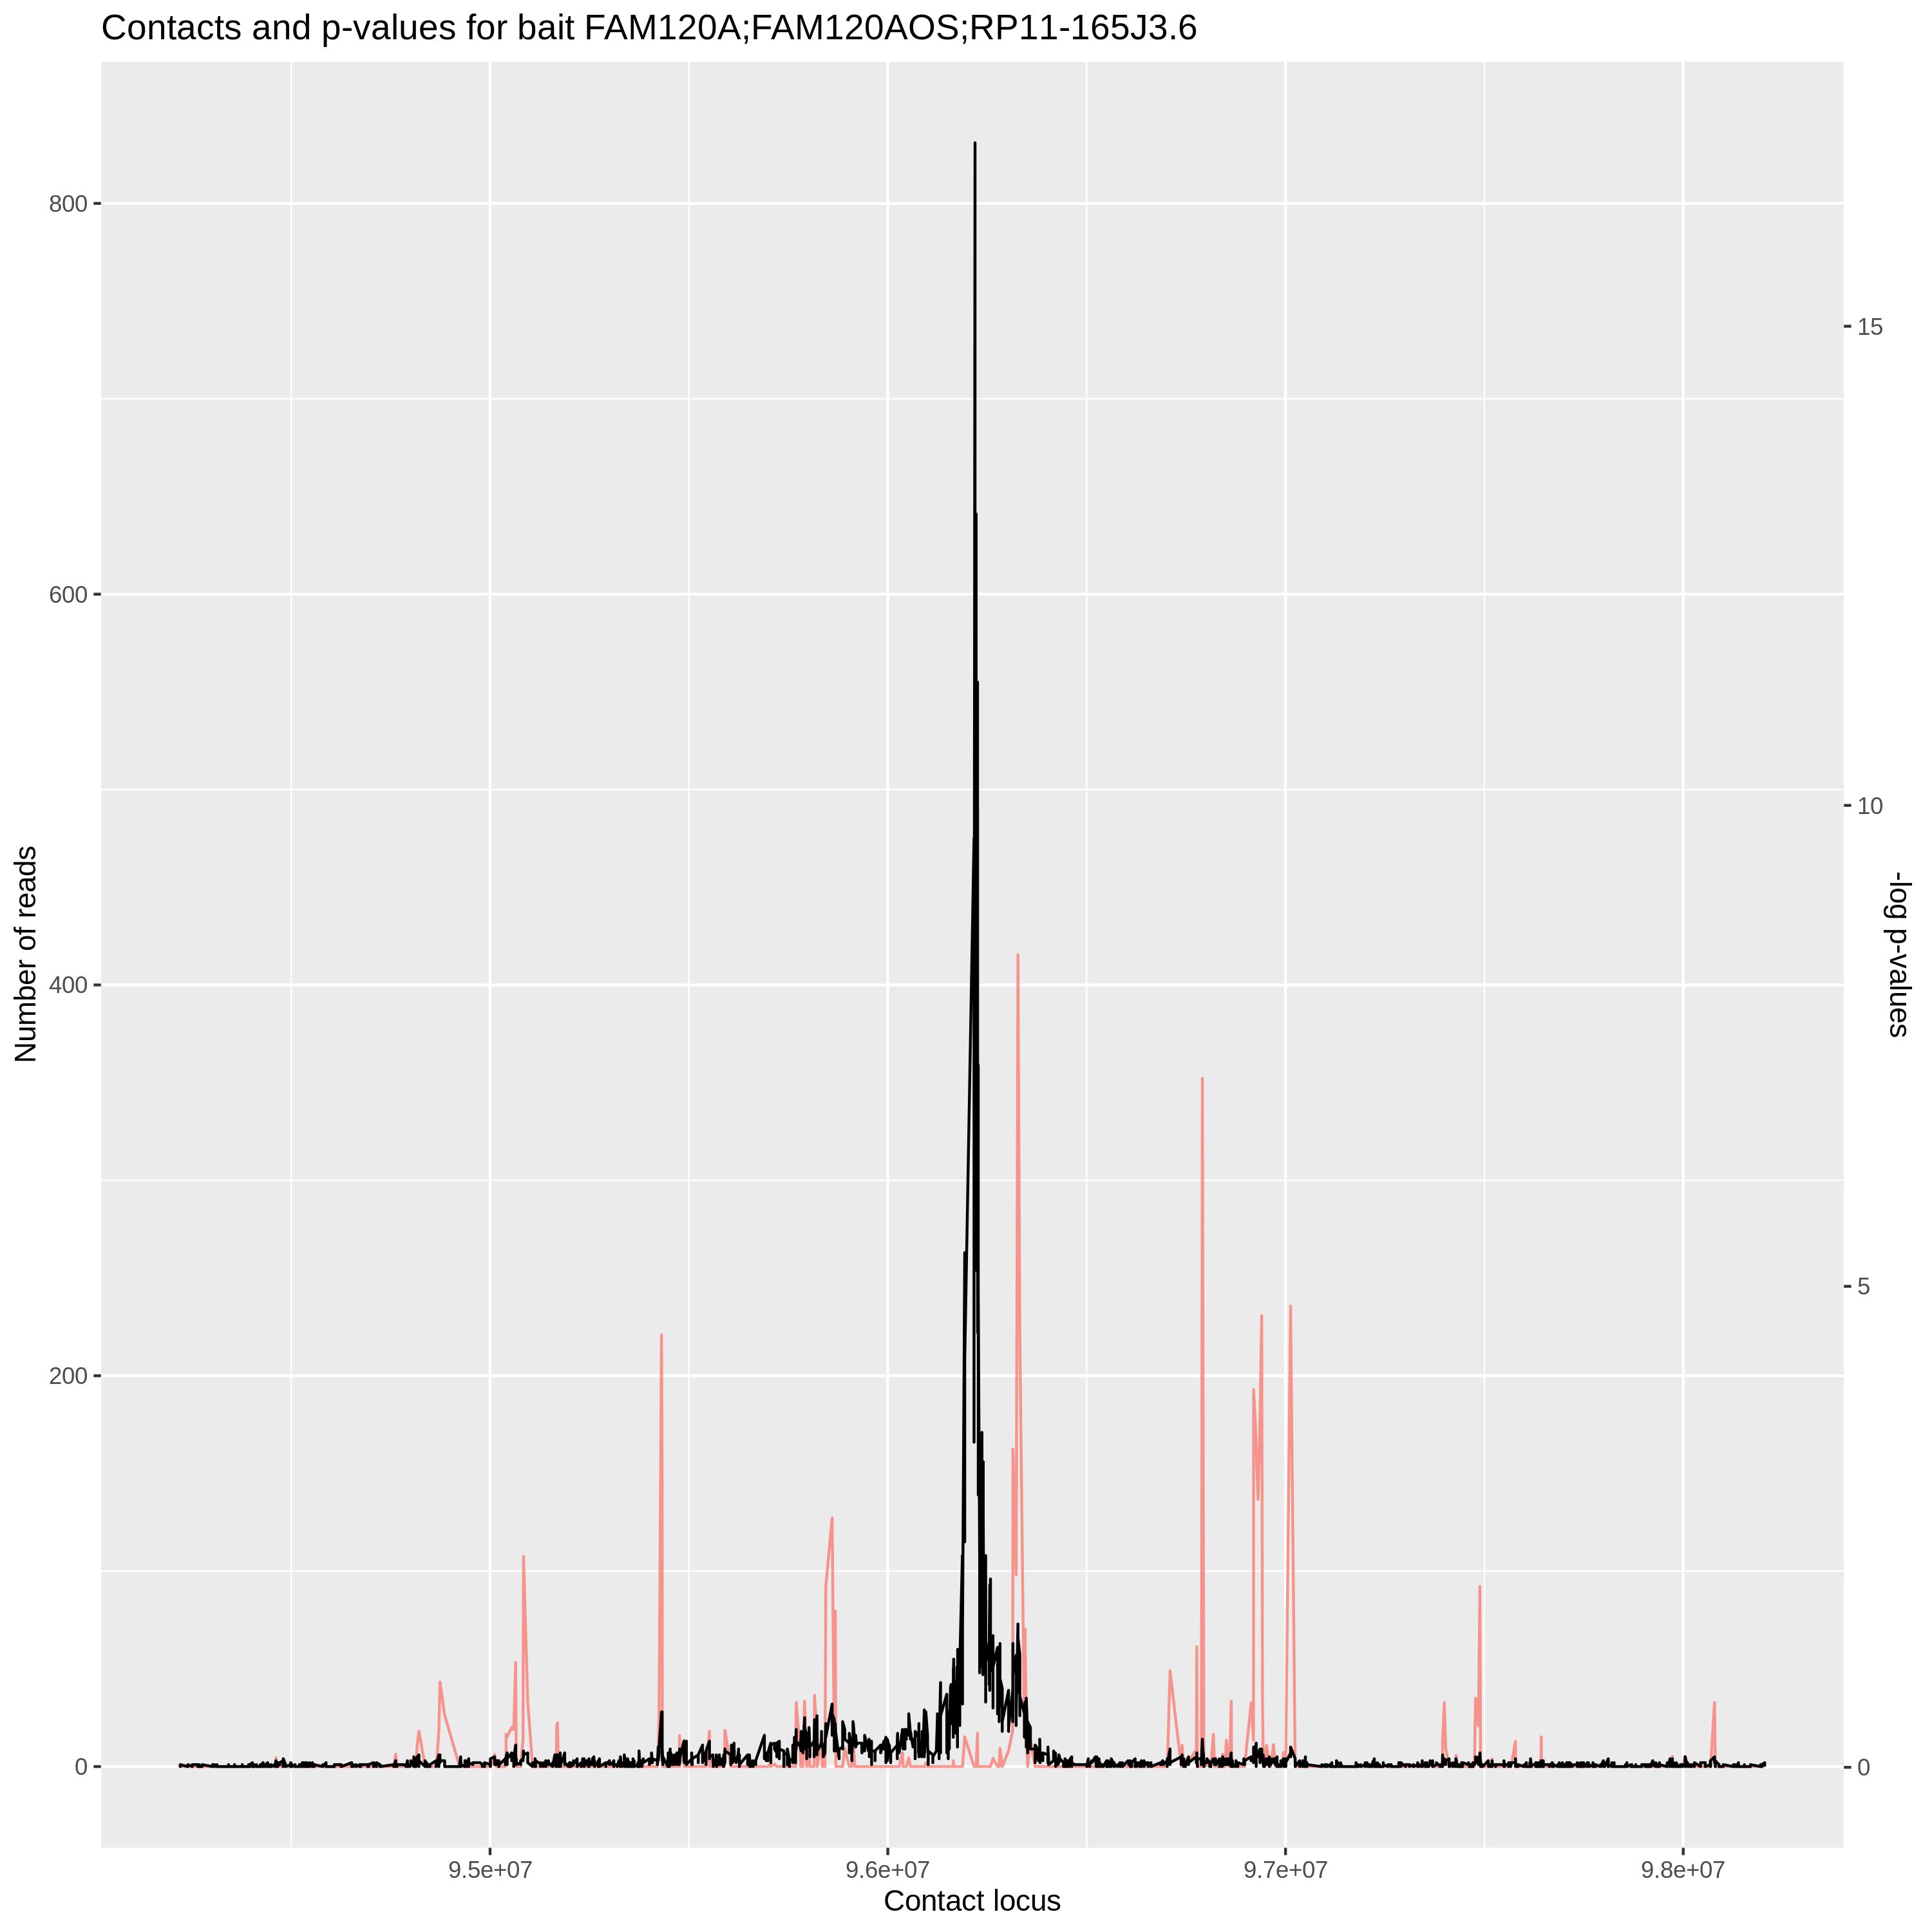 Contacts and p-values for bait FAM120A;FAM120AOS;RP11-165J3.6
800
600
400
200
0
Number of reads
15
10
5
0
-log p-values
9.5e+07
9.6e+07
9.7e+07
9.8e+07
Contact locus